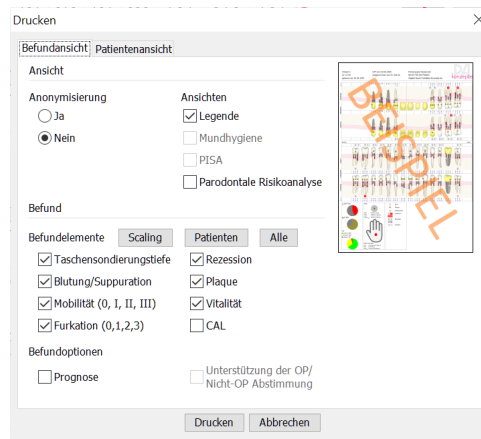 Drucken
Befundansicht Patientenansicht
Ansicht
Anonymisierung
Ja
Nein
Ansichten
Legende
Mundhygiene
PISA
Parodontale Risikoanalyse
Befund
Befundelemente Scaling Patienten Alle
Taschensondierungstiefe Rezession
Blutung/Suppuration Plaque
Mobilität (0, I, II, III) Vitalität
Furkation (0,1,2,3) CAL
Befundoptionen
Prognose
Unterstützung der OP/
Nicht-OP Abstimmung
BEISPIEL
Drucken Abbrechen